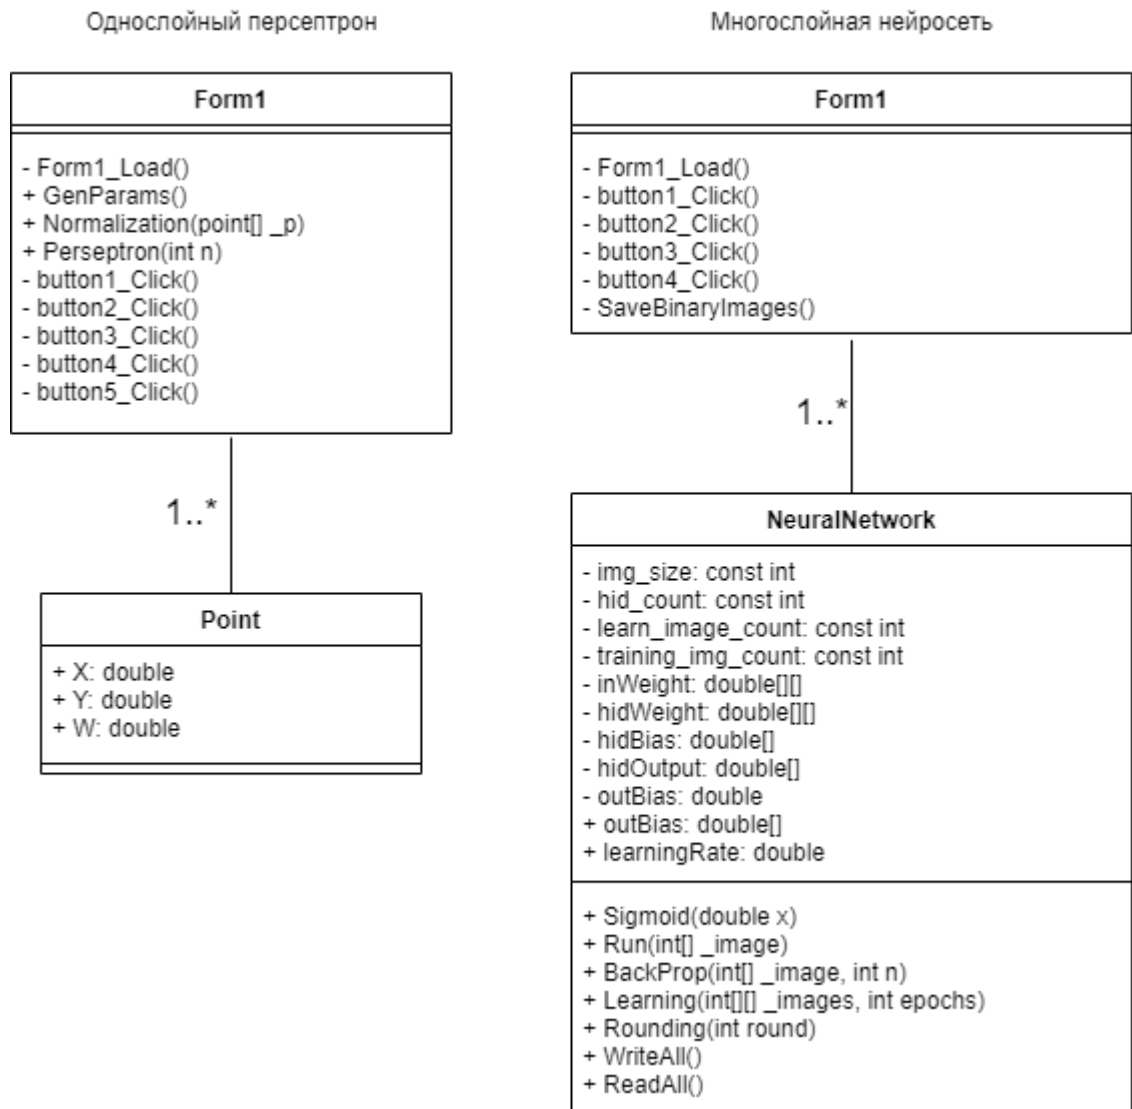 Однослойный персептрон
Form1
- Form1_Load()
+ GenParams()
+ Normalization(point[] _p)
+ Perseptron(int n)
- button1_Click()
- button2_Click()
- button3_Click()
- button4_Click()
- button5_Click()
1..*
Point
+ X: double
+ Y: double
+ W: double
Многослойная нейросеть
Form1
- Form1_Load()
- button1_Click()
- button2_Click()
- button3_Click()
- button4_Click()
- SaveBinaryImages()
1..*
NeuralNetwork
- img_size: const int
- hid_count: const int
- learn_image_count: const int
- training_img_count: const int
- inWeight: double[][]
- hidWeight: double[][]
- hidBias: double[]
- hidOutput: double[]
- outBias: double
+ outBias: double[]
+ learningRate: double
+ Sigmoid(double x)
+ Run(int[] _image)
+ BackProp(int[] _image, int n)
+ Learning(int[][] _images, int epochs)
+ Rounding(int round)
+ WriteAll()
+ ReadAll()